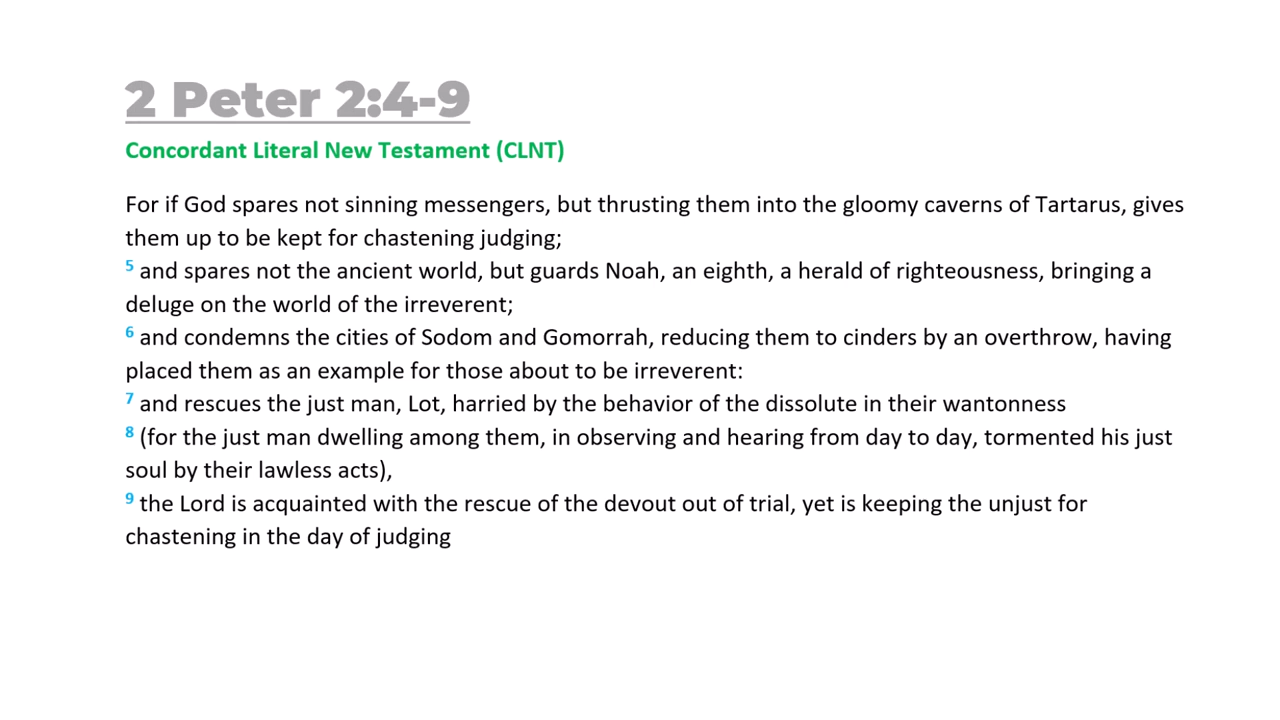 2 Peter 2:4-9
Concordant Literal New Testament (CLNT)
For if God spares not sinning messengers, but thrusting them into the gloomy caverns of Tartarus, gives
them up to be kept for chastening judging;
5 and spares not the ancient world, but guards Noah, an eighth, a herald of righteousness, bringing a
deluge on the world of the irreverent;
6 and condemns the cities of Sodom and Gomorrah, reducing them to cinders by an overthrow, having
placed them as an example for those about to be irreverent:
7 and rescues the just man, Lot, harried by the behavior of the dissolute in their wantonness
8 (for the just man dwelling among them, in observing and hearing from day to day, tormented his just
soul by their lawless acts),
9 the Lord is acquainted with the rescue of the devout out of trial, yet is keeping the unjust for
chastening in the day of judging